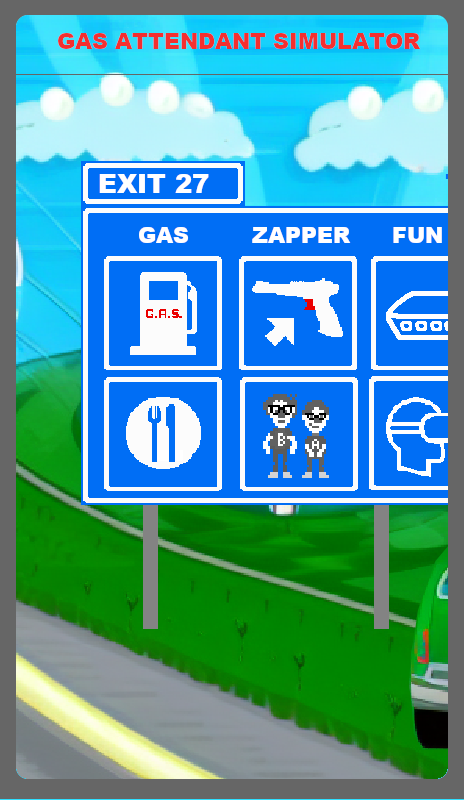 GAS ATTENDANT SIMULATOR
EXIT 27
GAS ZAPPER FUN
G.A.S.
B A